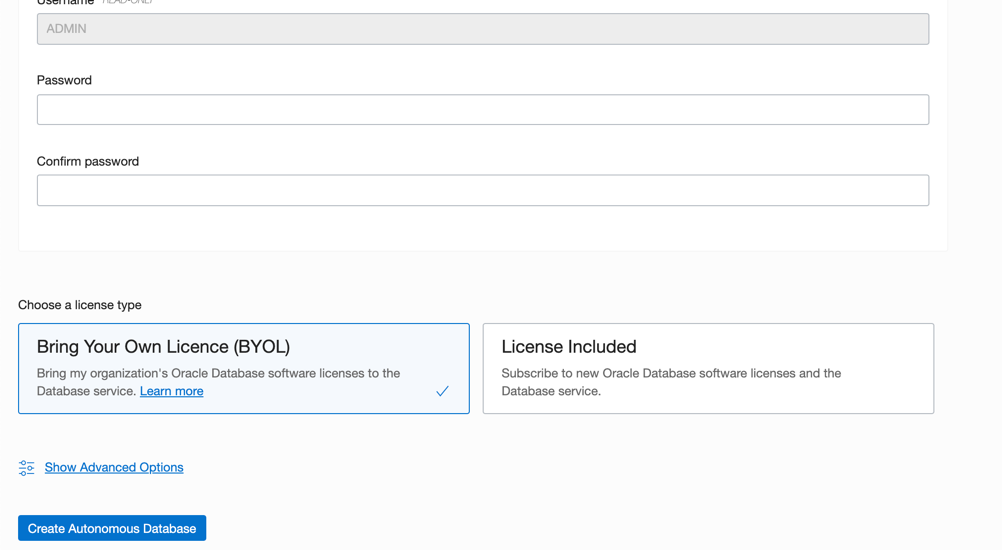 Username READ-ONLY
ADMIN
Password
Confirm password
Choose a license type
Bring Your Own Licence (BYOL)
Bring my organization's Oracle Database software licenses to the
Database service. Learn more
License Included
Subscribe to new Oracle Database software licenses and the
Database service.
Show Advanced Options
Create Autonomous Database